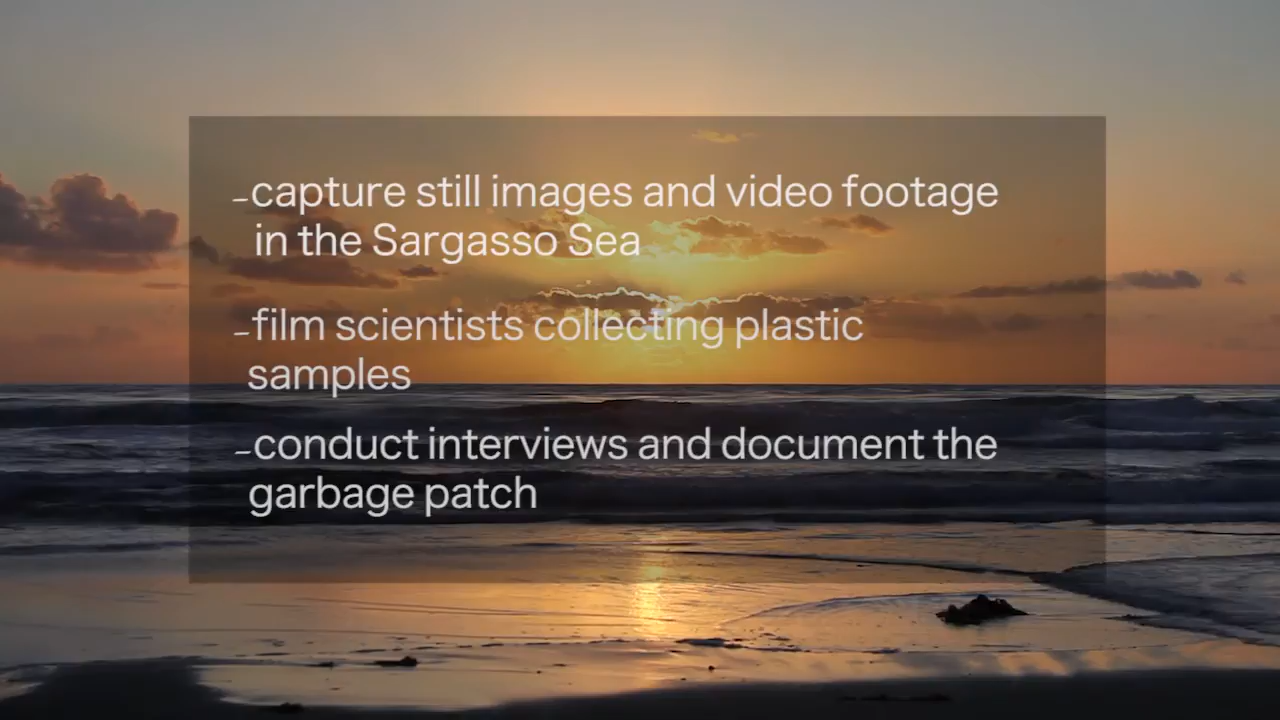 -capture still images and video footage
in the Sargasso Sea
-film scientists collecting plastic
samples
-conduct interviews and document the
garbage patch